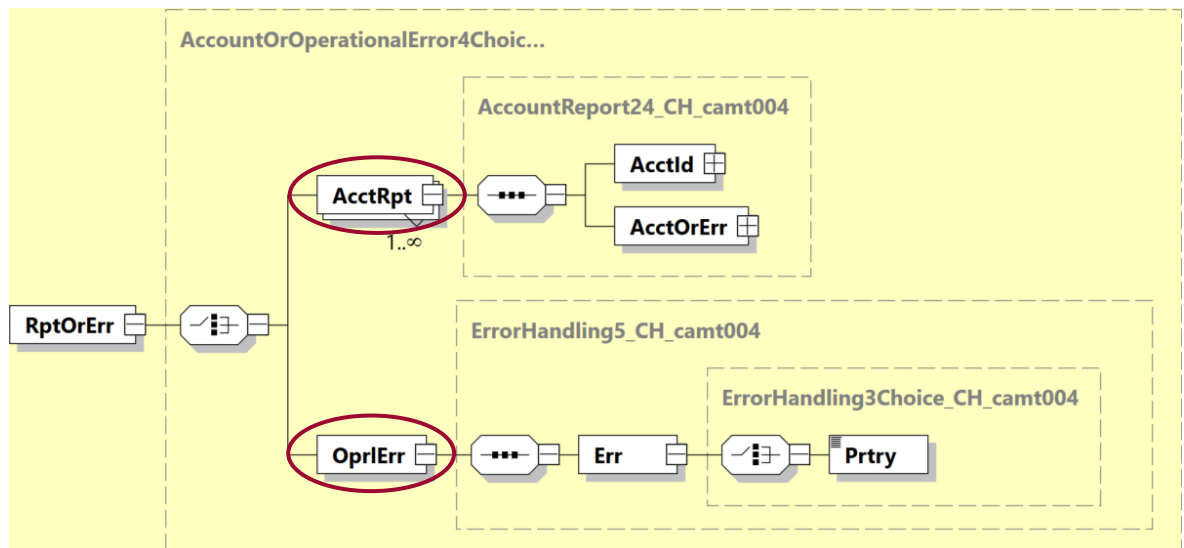 AccountOrOperationalError4Choic...
AccountReport24_CH_camt004
AcctId
AcctRpt
AcctOrErr
1..∞
RptOrErr
ErrorHandling5_CH_camt004
ErrorHandling3Choice_CH_camt004
OprlErr
Err
Prtry